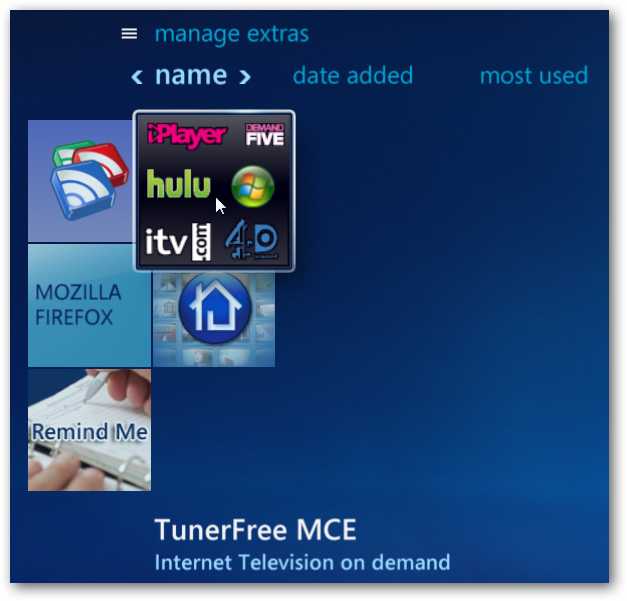 manage extras
name date added most used
iPlayer DEMAND FIVE
hulu
itv.com 4oD
MOZILLA
FIREFOX
Remind Me
TunerFree MCE
Internet Television on demand